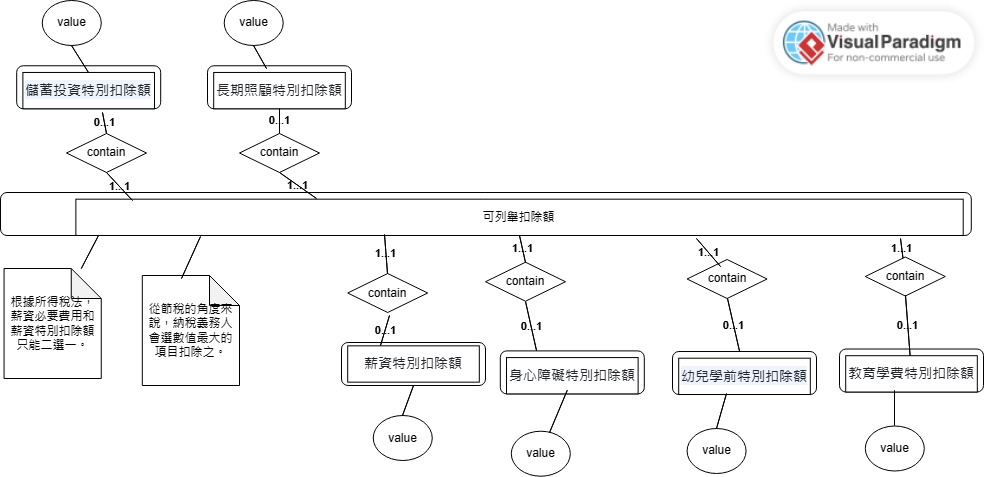 value
value
Made with
VisualParadigm
For non-commercial use
儲蓄投資特別扣除額
長期照顧特別扣除額
0...1
0...1
contain
contain
1...1
1...1
可列舉扣除額
1...1
1...1
1...1
1...1
根據所得稅法，
薪資必要費用和
薪資特別扣除額
只能二選一。
從節稅的角度來
說，納稅義務人
會選數值最大的
項目扣除之。
contain
contain
contain
contain
0...1
0...1
0...1
0...1
薪資特別扣除額
身心障礙特別扣除額
幼兒學前特別扣除額
教育學費特別扣除額
value
value
value
value